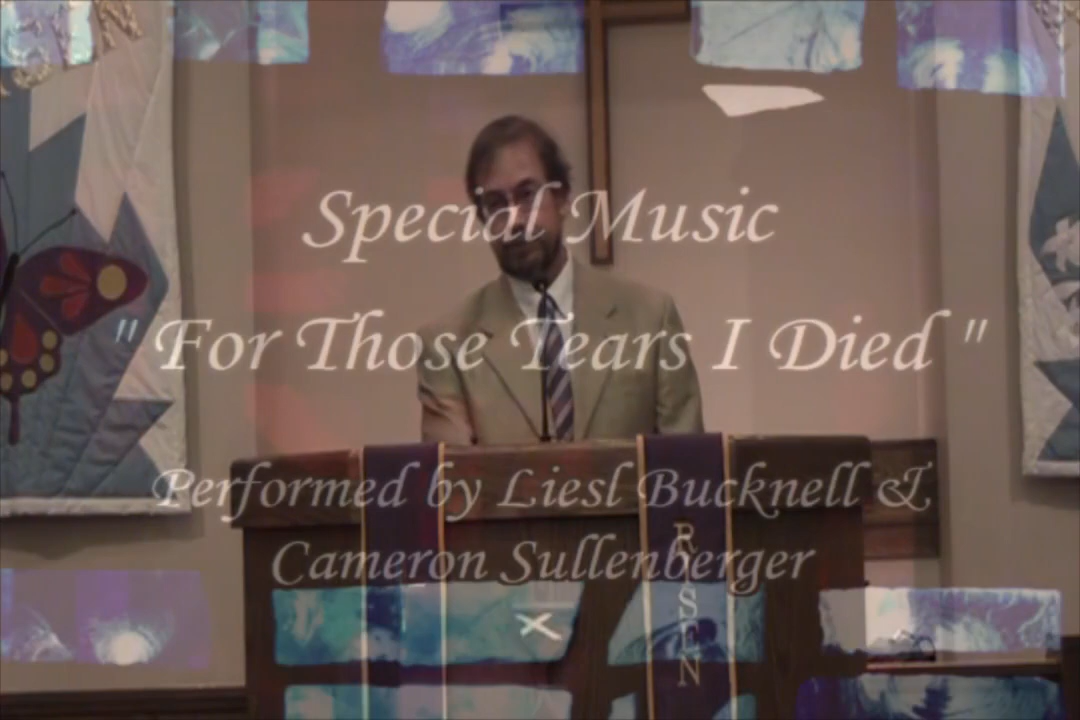 Special Music
" For Those Tears I Died "
Performed by Liesl Bucknell &
Cameron Sullenberger
RISEN